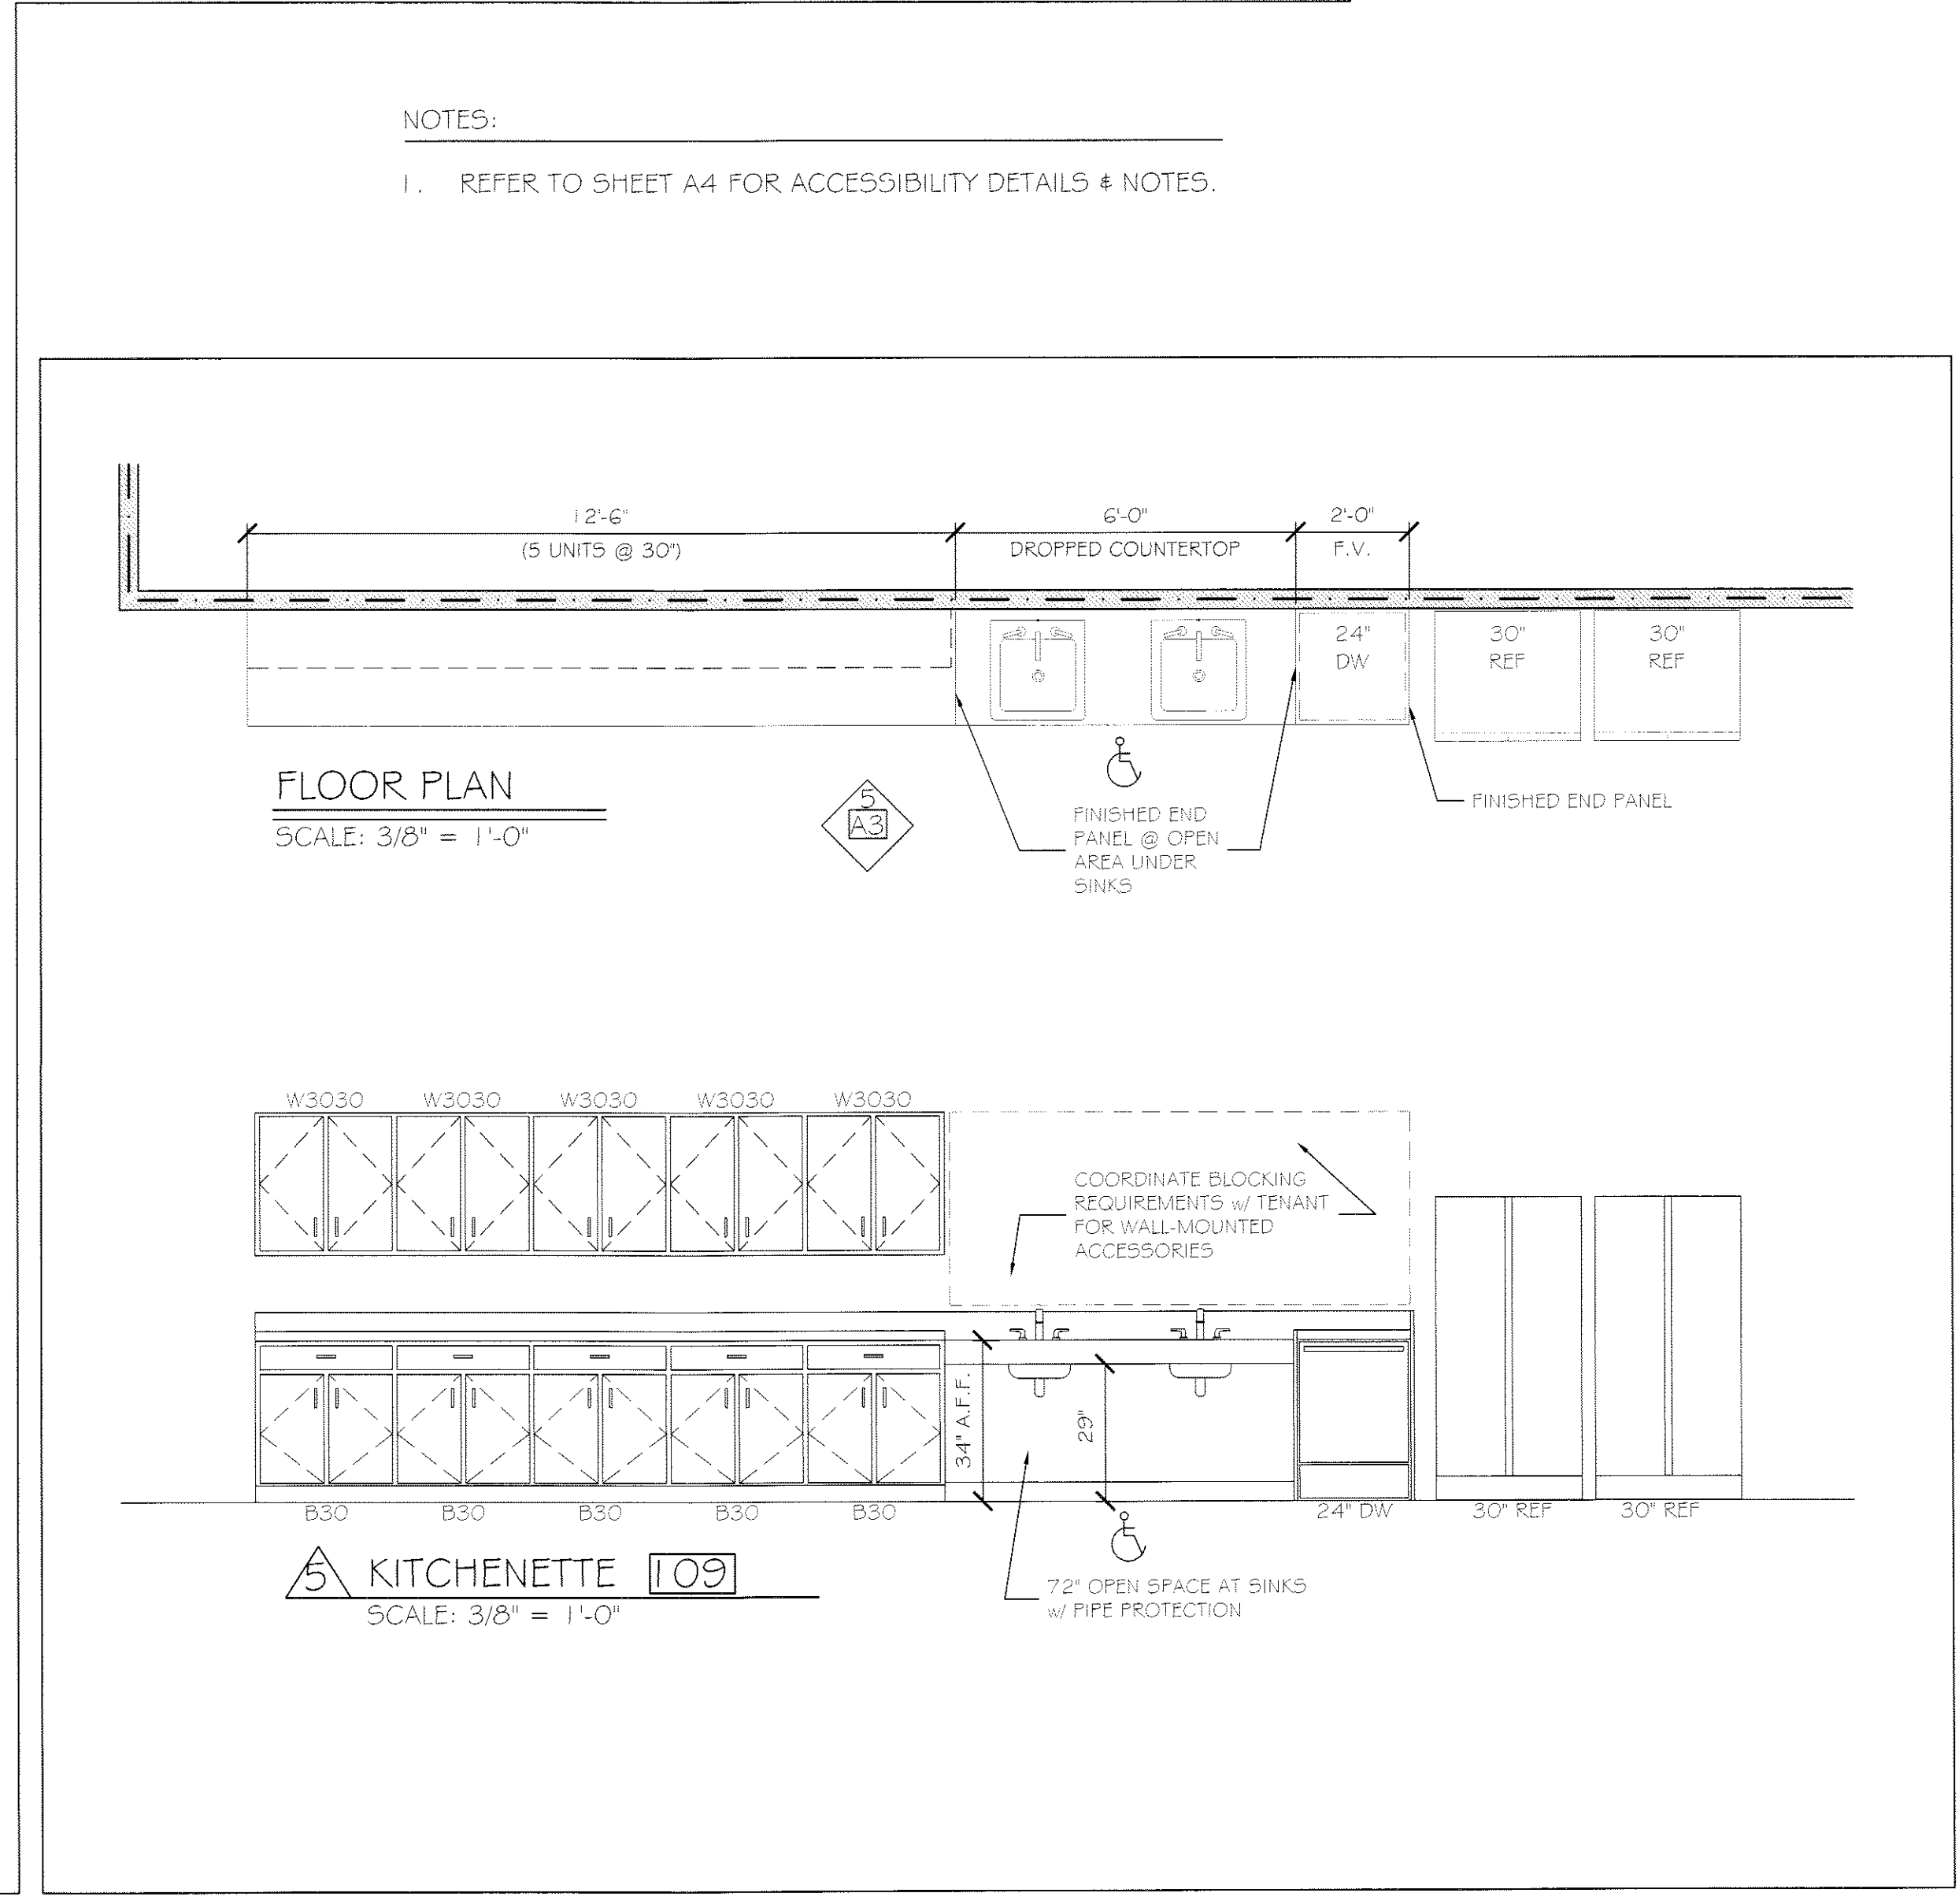 NOTES:
1. REFER TO SHEET A4 FOR ACCESSIBILITY DETAILS & NOTES.
12'-6"
(5 UNITS @ 30")
6'-0"
DROPPED COUNTERTOP
2'-0"
F.V.
24"
DW
30"
REF
30"
REF
FLOOR PLAN
SCALE: 3/8" = 1'-0"
5
A3
FINISHED END
PANEL @ OPEN
AREA UNDER
SINKS
FINISHED END PANEL
W3030
W3030
W3030
W3030
W3030
COORDINATE BLOCKING
REQUIREMENTS w/ TENANT
FOR WALL-MOUNTED
ACCESSORIES
34" A.F.F.
29"
B30
B30
B30
B30
B30
24" DW
30" REF
30" REF
5 KITCHENETTE 109
SCALE: 3/8" = 1'-0"
72" OPEN SPACE AT SINKS
w/ PIPE PROTECTION